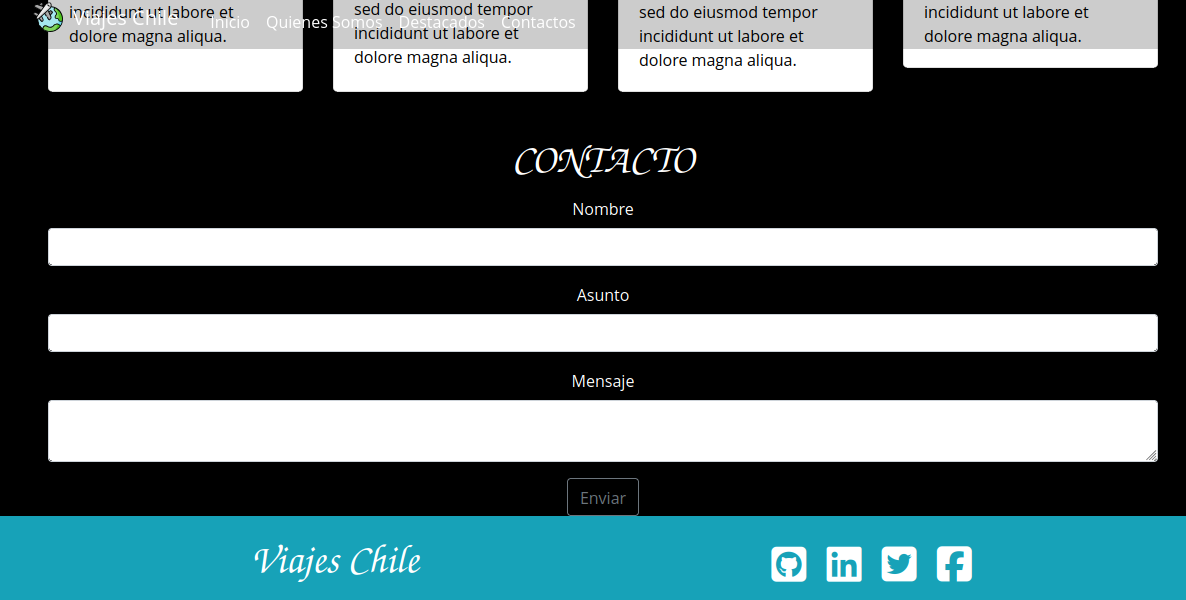 Viajes Chile Inicio Quienes Somos Destacados Contactos
incididunt ut labore et
dolore magna aliqua.
sed do eiusmod tempor
incididunt ut labore et
dolore magna aliqua.
sed do eiusmod tempor
incididunt ut labore et
dolore magna aliqua.
incididunt ut labore et
dolore magna aliqua.
CONTACTO
Nombre
Asunto
Mensaje
Enviar
Viajes Chile
in